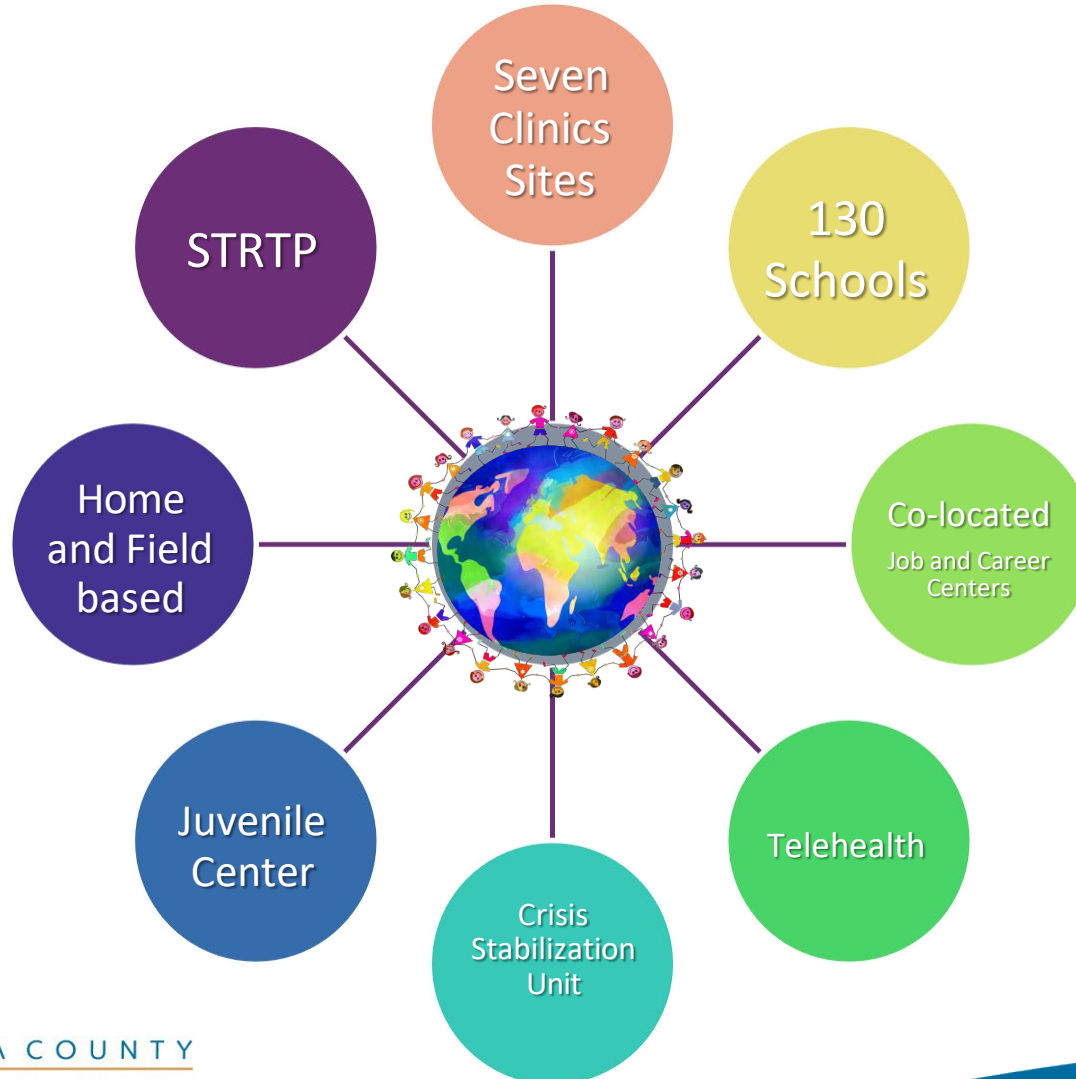 Seven
Clinics
Sites
130
Schools
Co-located
Job and Career
Centers
Telehealth
Crisis
Stabilization
Unit
Juvenile
Center
Home
and Field
based
STRTP
A COUNTY